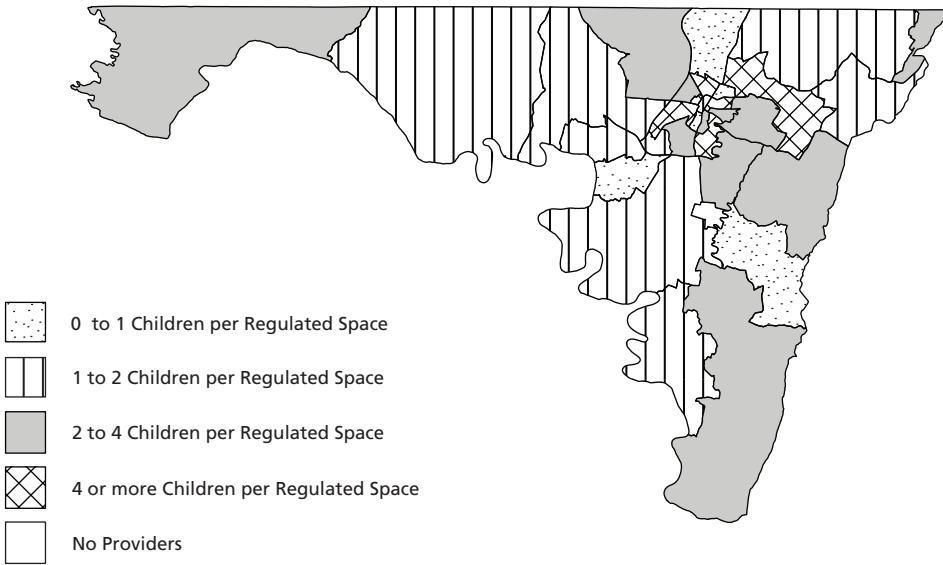 0 to 1 Children per Regulated Space
1 to 2 Children per Regulated Space
2 to 4 Children per Regulated Space
4 or more Children per Regulated Space
No Providers